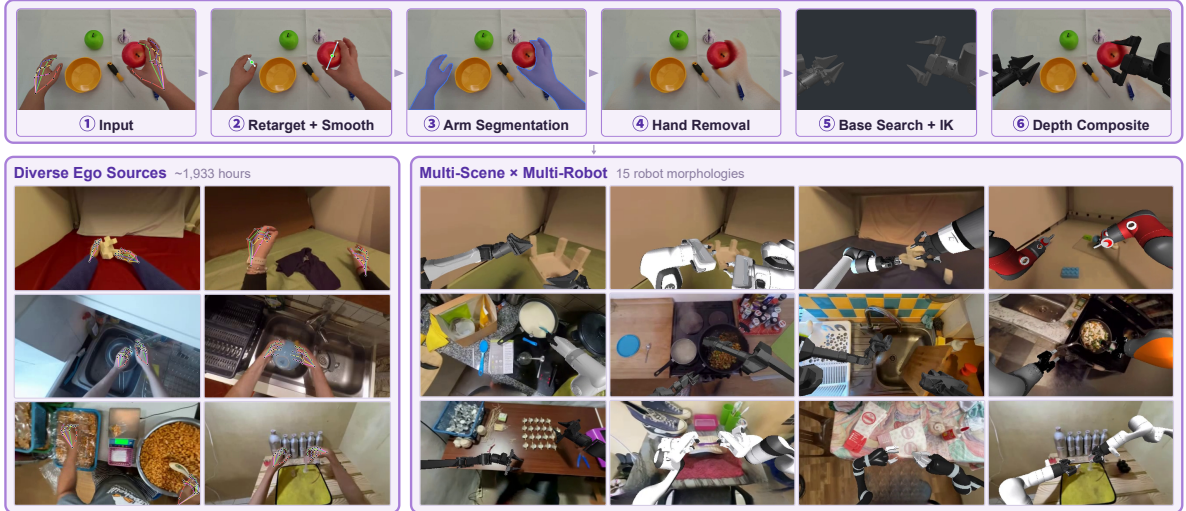 ① Input
② Retarget + Smooth
③ Arm Segmentation
④ Hand Removal
⑤ Base Search + IK
⑥ Depth Composite
Diverse Ego Sources ~1,933 hours
Multi-Scene × Multi-Robot 15 robot morphologies